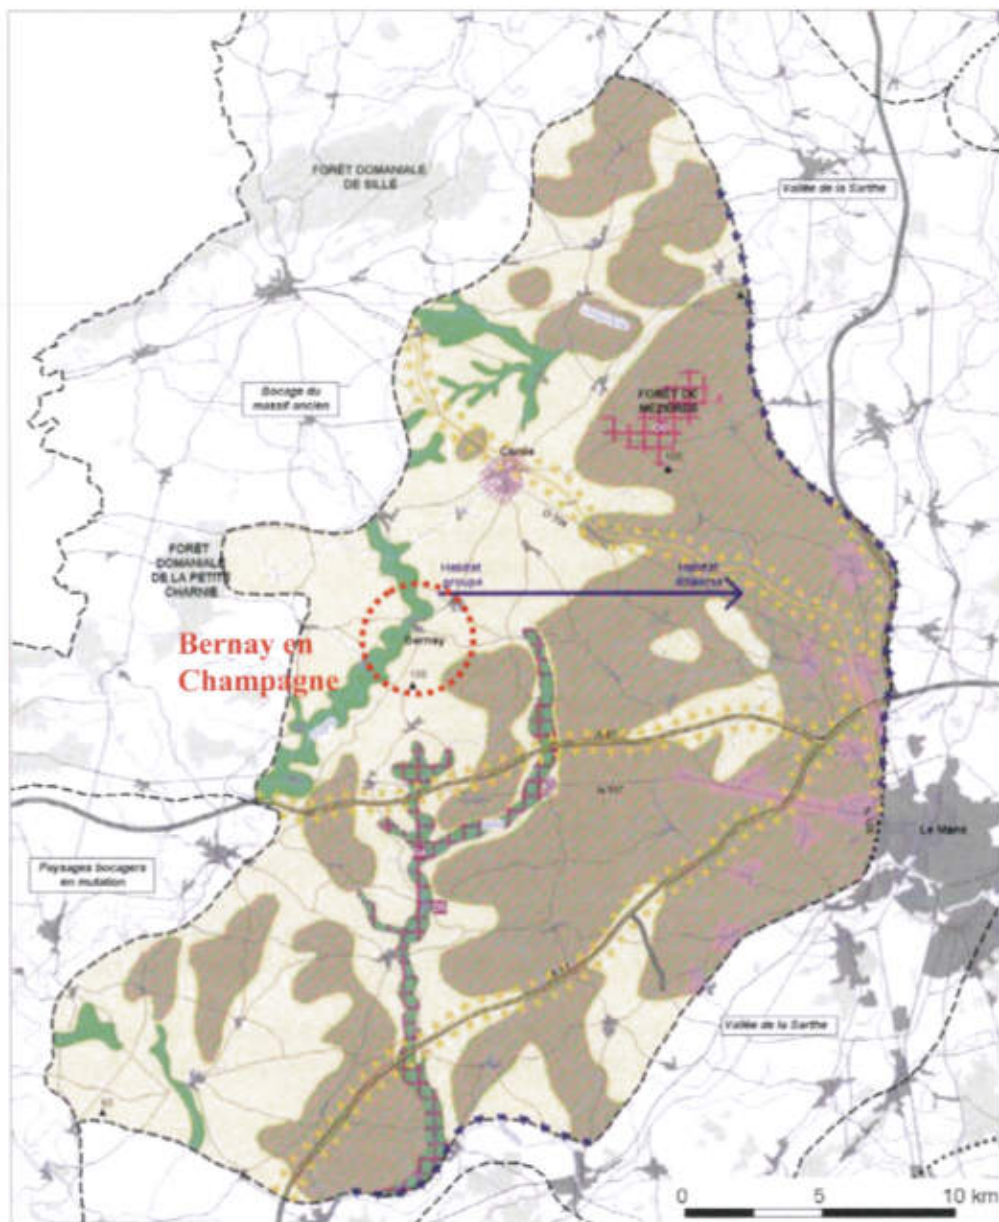 FORÊT DOMANIALE
DE SILLÉ
Vallée de la Sarthe
Bocage du
massif ancien
FORÊT DE
MÉZIÈRES
Conlie
FORÊT
DOMANIALE
DE LA PETITE
CHARNIE
Habitat
groupé
Habitat
dispersé
Bernay en
Champagne
Bernay
Le Mans
Paysages bocagers
en mutation
Vallée de la Sarthe
0 5 10 km